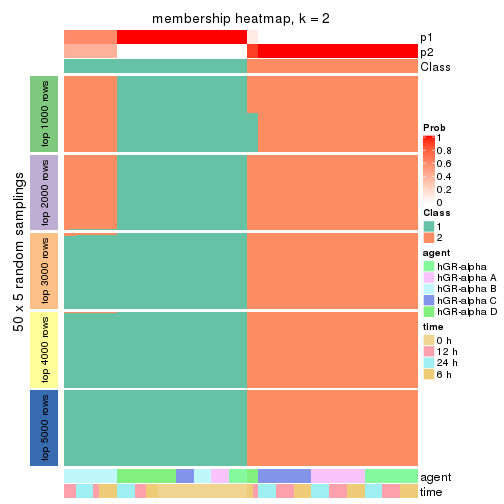 membership heatmap, k = 2
p1
p2
Class
50 x 5 random samplings
top 1000 rows
top 2000 rows
top 3000 rows
top 4000 rows
top 5000 rows
agent
time
Prob
1
0.8
0.6
0.4
0.2
0
Class
1
2
agent
hGR-alpha
hGR-alpha A
hGR-alpha B
hGR-alpha C
hGR-alpha D
time
0 h
12 h
24 h
6 h